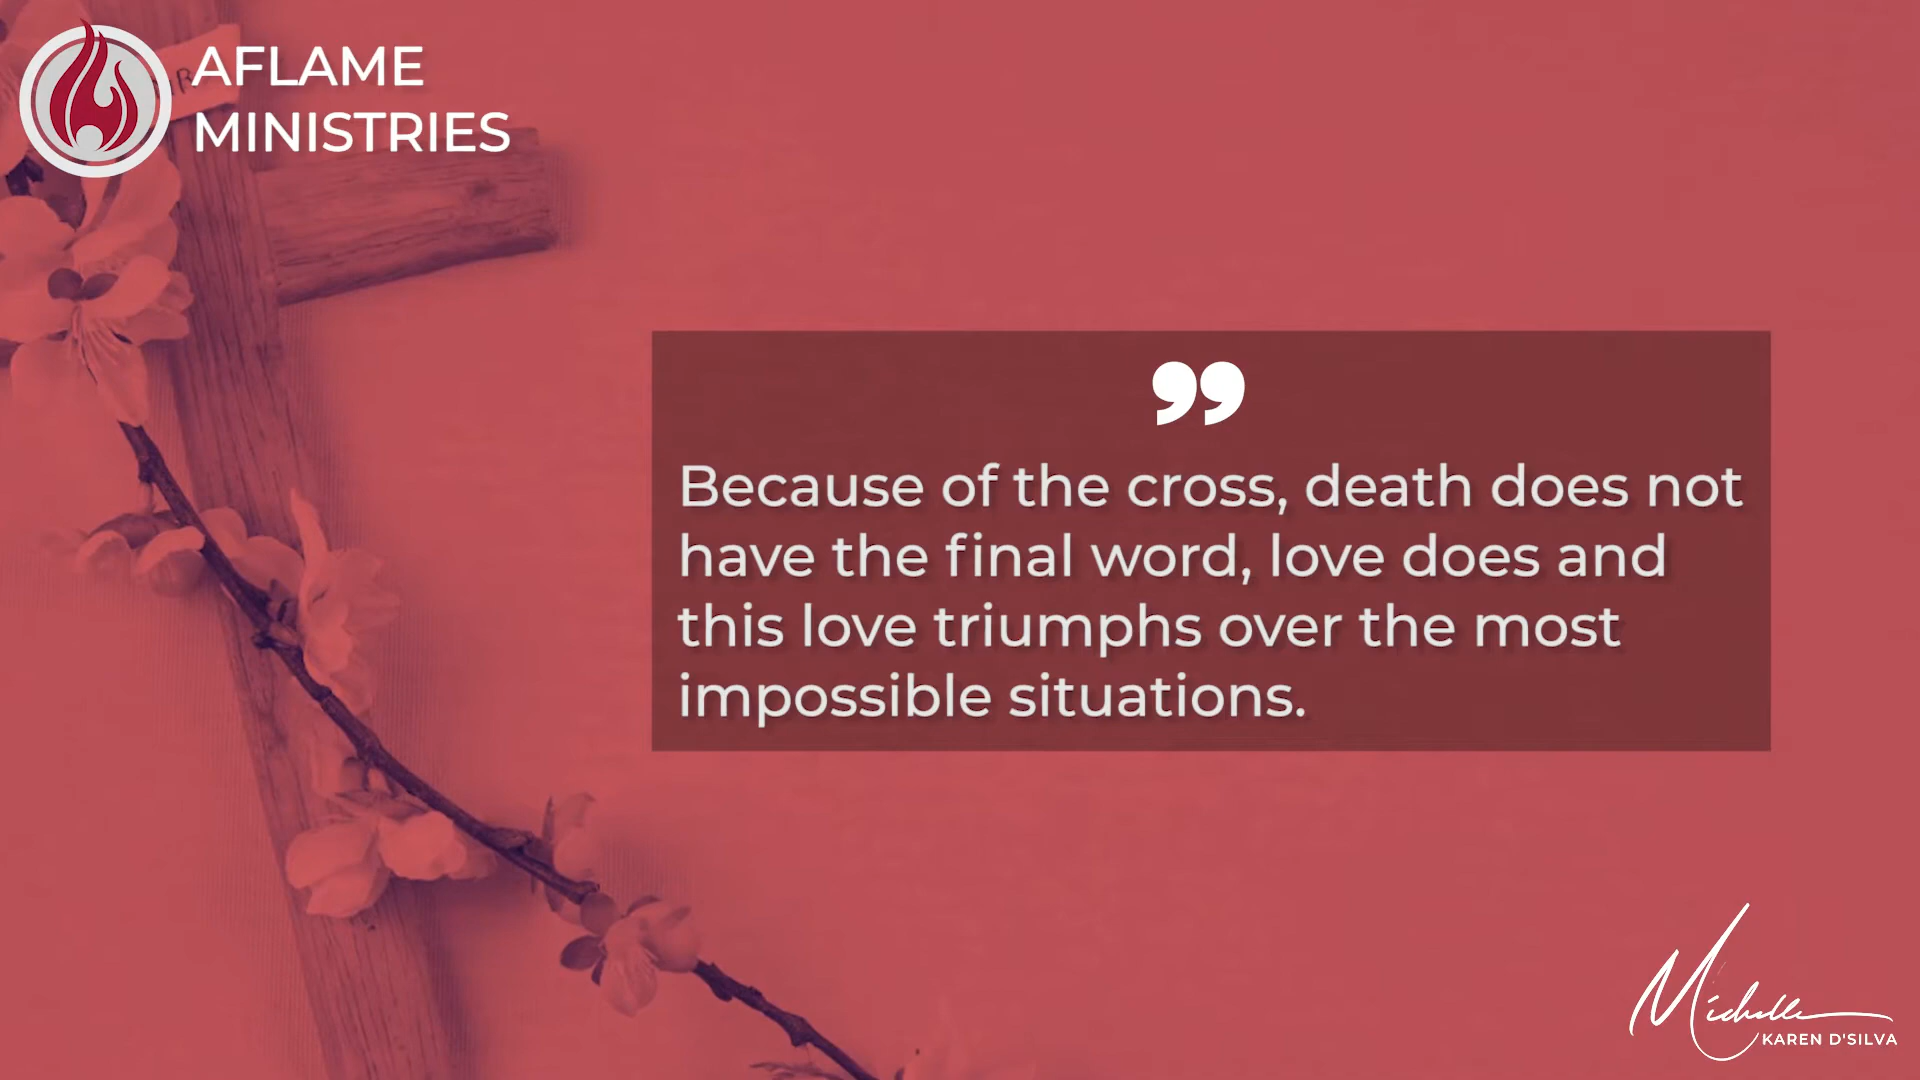 AFLAME
MINISTRIES
”
Because of the cross, death does not
have the final word, love does and
this love triumphs over the most
impossible situations.
Michelle
KAREN D'SILVA